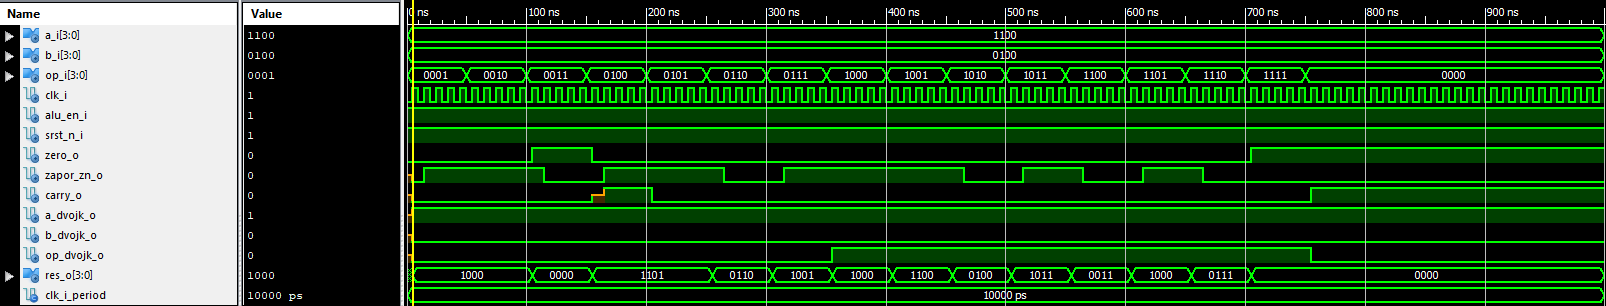 Name Value 0 ns 100 ns 200 ns 300 ns 400 ns 500 ns 600 ns 700 ns 800 ns 900 ns
a_i[3:0] 1100 1100
b_i[3:0] 0100 0100
op_i[3:0] 0001 0001 0010 0011 0100 0101 0110 0111 1000 1001 1010 1011 1100 1101 1110 1111 0000
clk_i 1
alu_en_i 1
srst_n_i 1
zero_o 0
zapor_zn_o 0
carry_o 0
a_dvojk_o 1
b_dvojk_o 0
op_dvojk_o 0
res_o[3:0] 1000 1000 0000 1101 0110 1001 1000 1100 0100 1011 0011 1000 0111 0000
clk_i_period 10000 ps 10000 ps